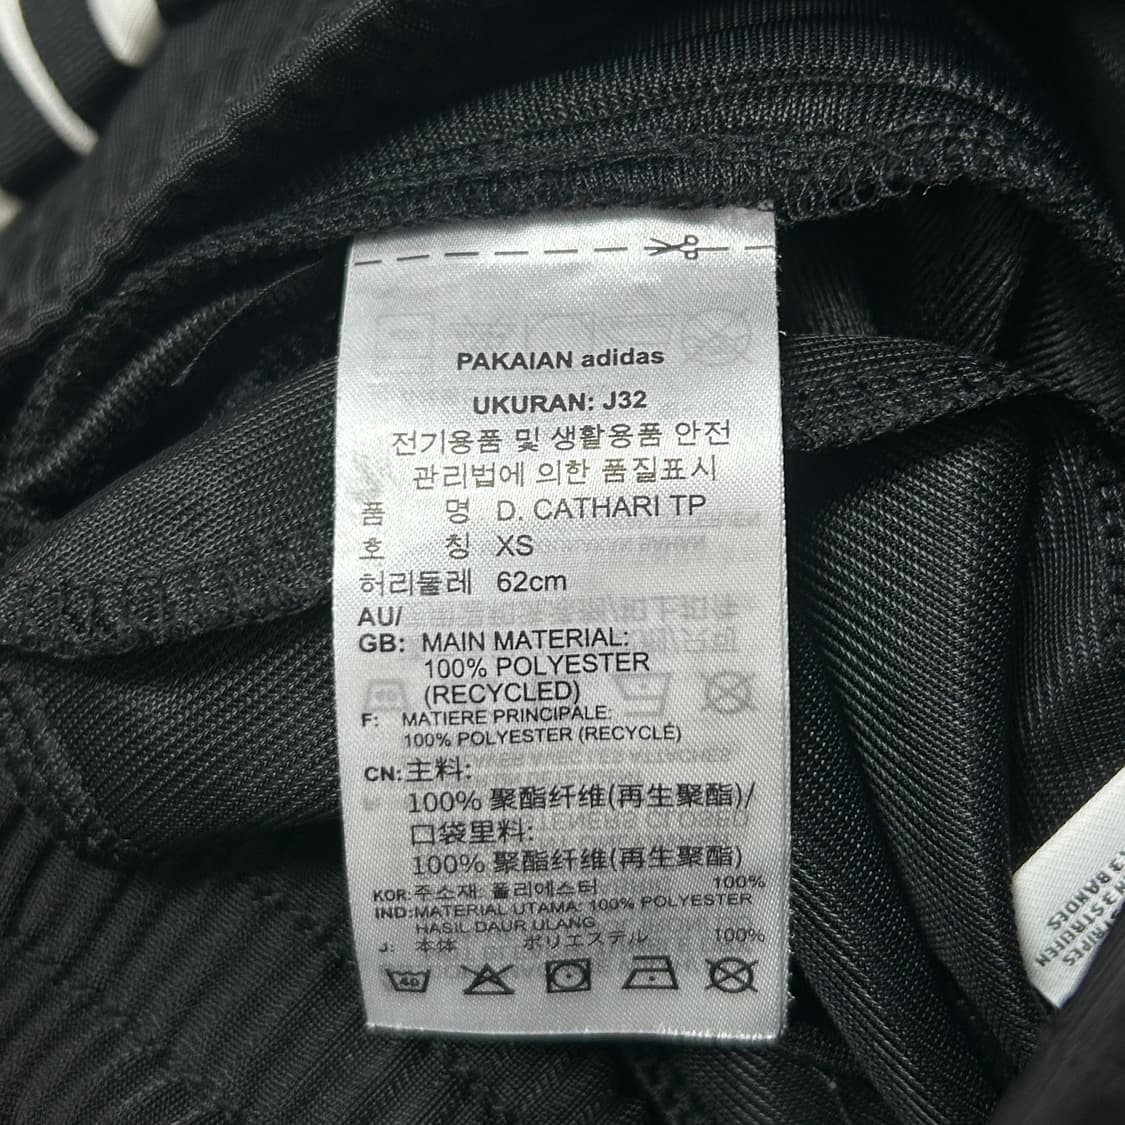 PAKAIAN adidas
UKURAN: J32
전기용품 및 생활용품 안전
관리법에 의한 품질표시
품 명 D. CATHARI TP
호 칭 XS
허리둘레 62cm
AU/
GB: MAIN MATERIAL:
100% POLYESTER
(RECYCLED)
F: MATIERE PRINCIPALE:
100% POLYESTER (RECYCLÉ)
CN:主料:
100% 聚酯纤维(再生聚酯)/
口袋里料:
100% 聚酯纤维(再生聚酯)
KOR:주소재: 폴리에스터 100%
IND:MATERIAL UTAMA: 100% POLYESTER
HASIL DAUR ULANG
J: 本体 ポリエステル 100%
40
3 STREIFEN
3 BANDES